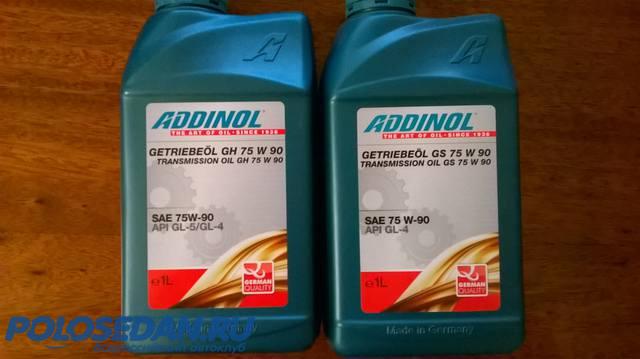 ADDINOL
THE ART OF OIL · SINCE 1936
GETRIEBEÖL GH 75 W 90
TRANSMISSION OIL GH 75 W 90
SAE 75W-90
API GL-5/GL-4
e1L
GERMAN
QUALITY
ADDINOL
THE ART OF OIL · SINCE 1936
GETRIEBEÖL GS 75 W 90
TRANSMISSION OIL GS 75 W 90
SAE 75 W-90
API GL-4
e1L
GERMAN
QUALITY
Made in Germany
POLOSEDAN.RU
автоклуб